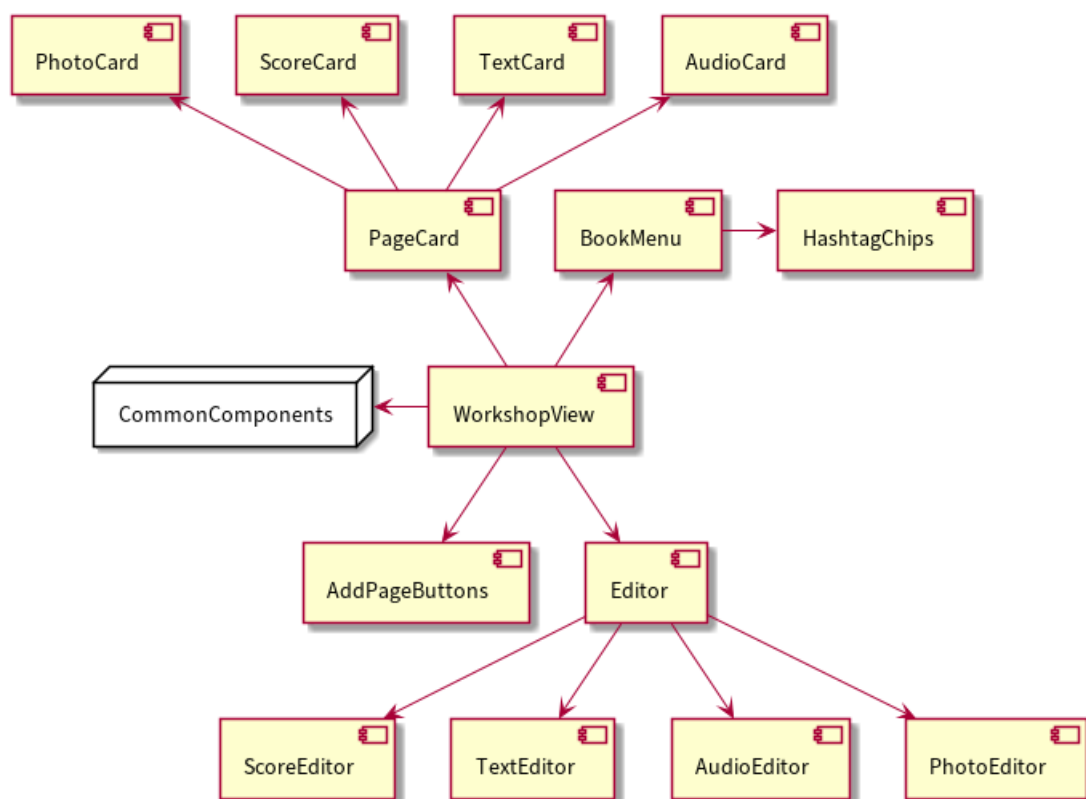 PhotoCard
ScoreCard
TextCard
AudioCard
PageCard
BookMenu
HashtagChips
CommonComponents
WorkshopView
AddPageButtons
Editor
ScoreEditor
TextEditor
AudioEditor
PhotoEditor